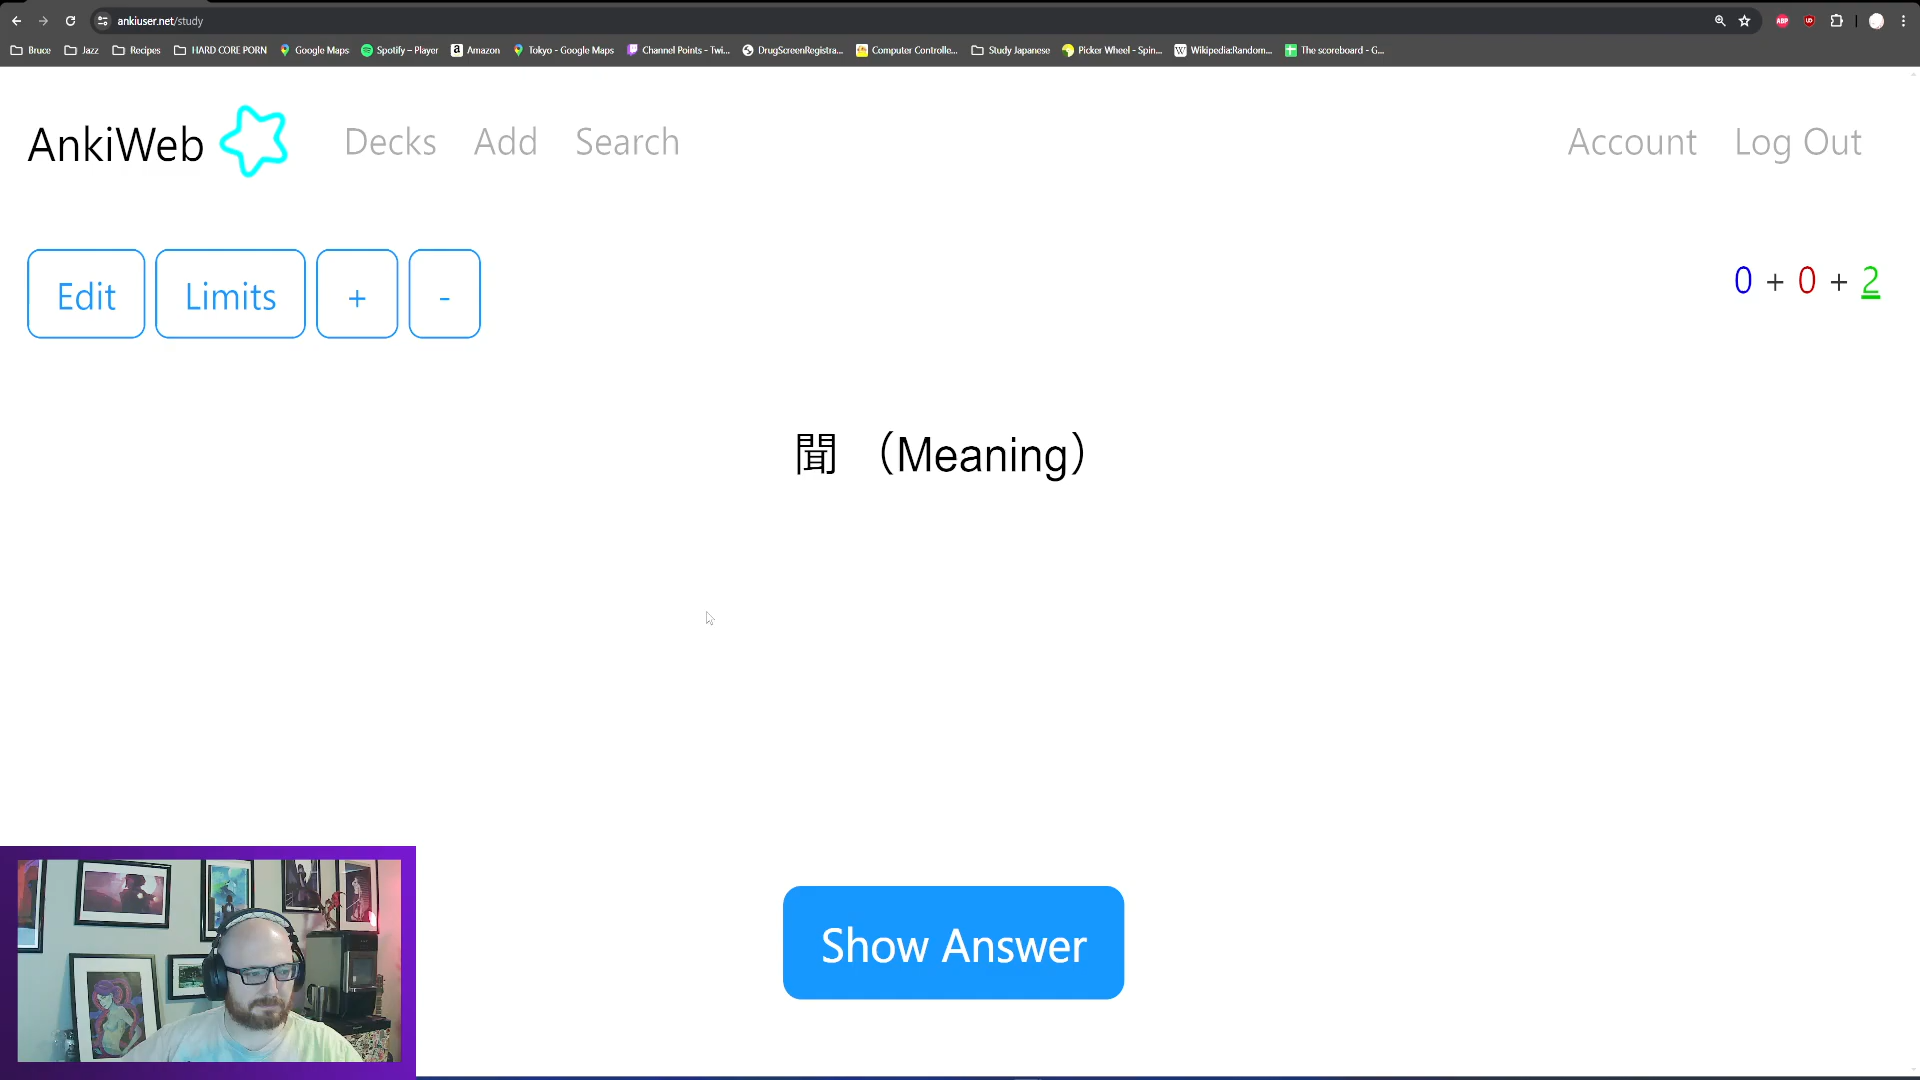 ankiuser.net/study
Bruce Jazz Recipes HARD CORE PORN Google Maps Spotify – Player Amazon Tokyo - Google Maps Channel Points - Twi... DrugScreenRegistra... Computer Controlle... Study Japanese Picker Wheel - Spin... Wikipedia:Random... The scoreboard - G...
AnkiWeb Decks Add Search Account Log Out
Edit Limits + - 0 + 0 + 2
聞 （Meaning）
Show Answer